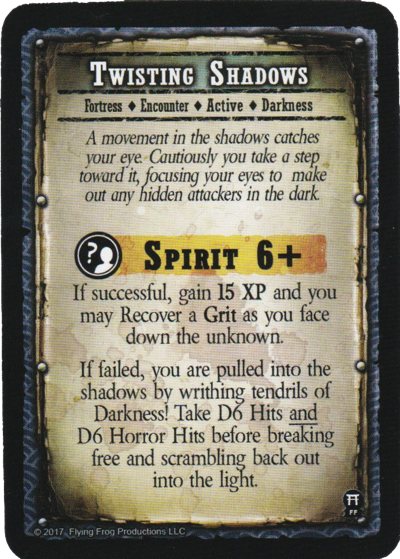 Twisting Shadows
Fortress ♦ Encounter ♦ Active ♦ Darkness
A movement in the shadows catches
your eye. Cautiously you take a step
toward it, focusing your eyes to make
out any hidden attackers in the dark.
?
Spirit 6+
If successful, gain 15 XP and you
may Recover a Grit as you face
down the unknown.
If failed, you are pulled into the
shadows by writhing tendrils of
Darkness! Take D6 Hits and
D6 Horror Hits before breaking
free and scrambling back out
into the light.
FF
© 2017 Flying Frog Productions LLC